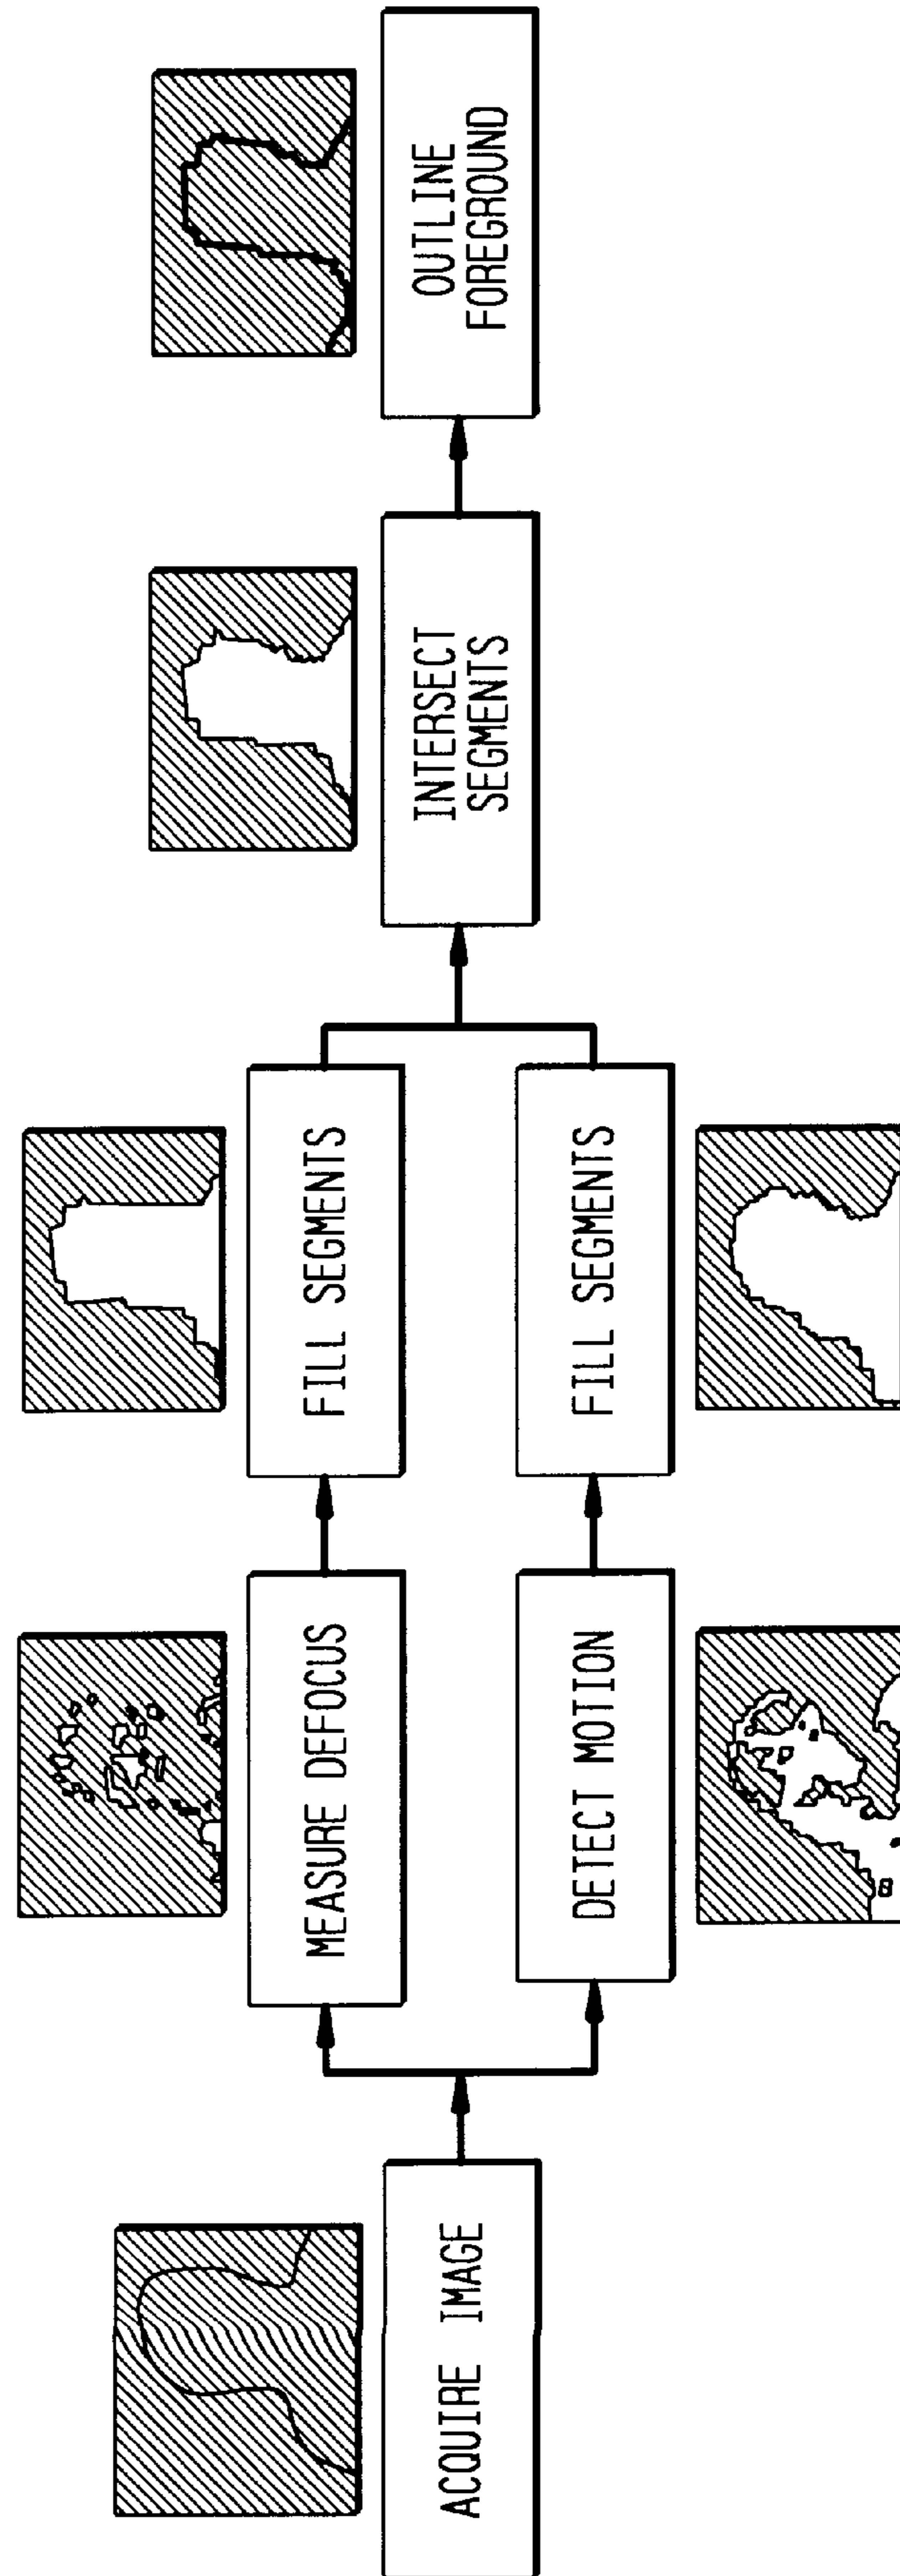 ACQUIRE IMAGE
MEASURE DEFOCUS
FILL SEGMENTS
DETECT MOTION
FILL SEGMENTS
INTERSECT
SEGMENTS
OUTLINE
FOREGROUND